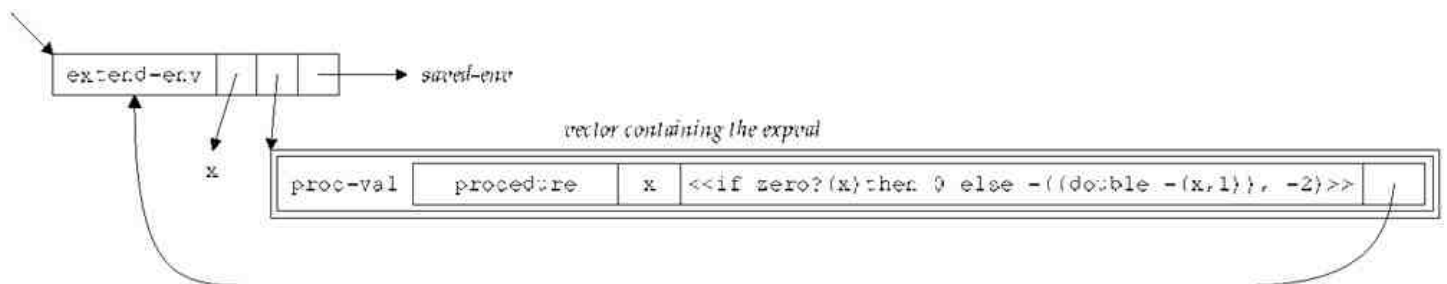 extend-env
saved-env
vector containing the expval
x
proc-val procedure x <<if zero?(x)then 0 else -((double -(x,1)), -2)>>